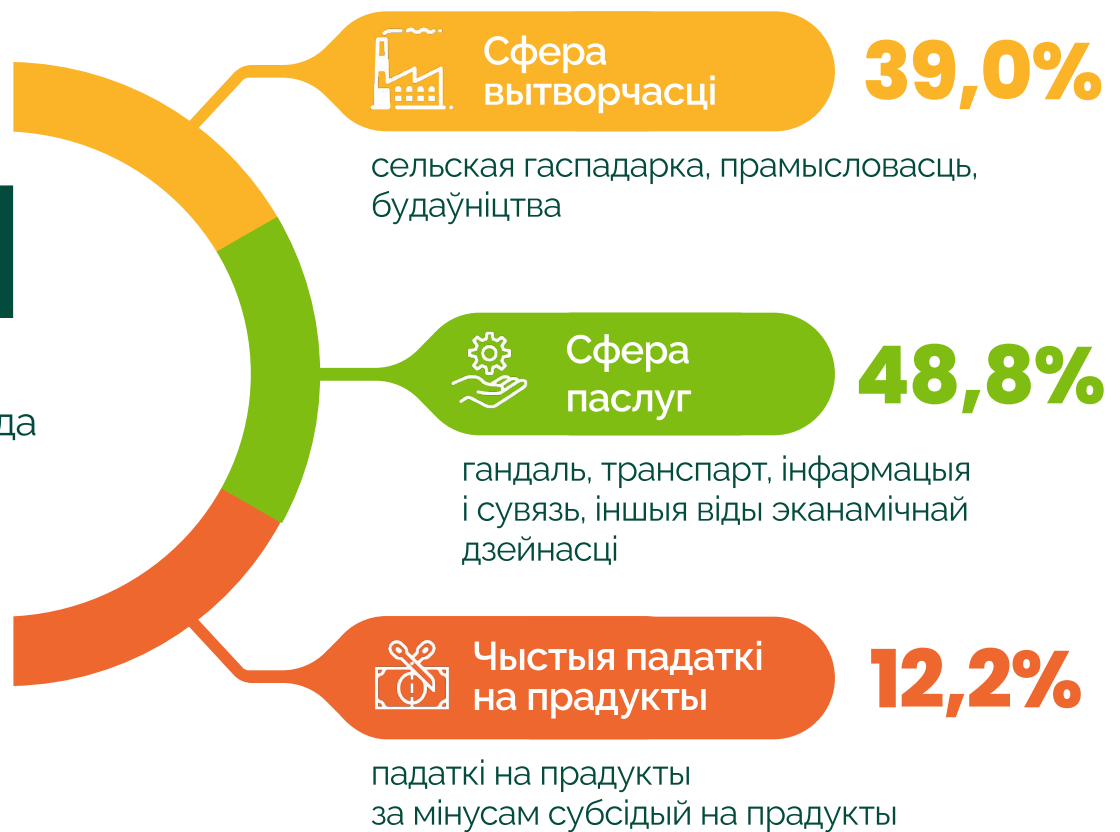 Сфера
вытворчасці
39,0%
сельская гаспадарка, прамысловасць,
будаўніцтва
Сфера
паслуг
48,8%
гандаль, транспарт, інфармацыя
і сувязь, іншыя віды эканамічнай
дзейнасці
Чыстыя падаткі
на прадукты
12,2%
падаткі на прадукты
за мінусам субсідый на прадукты